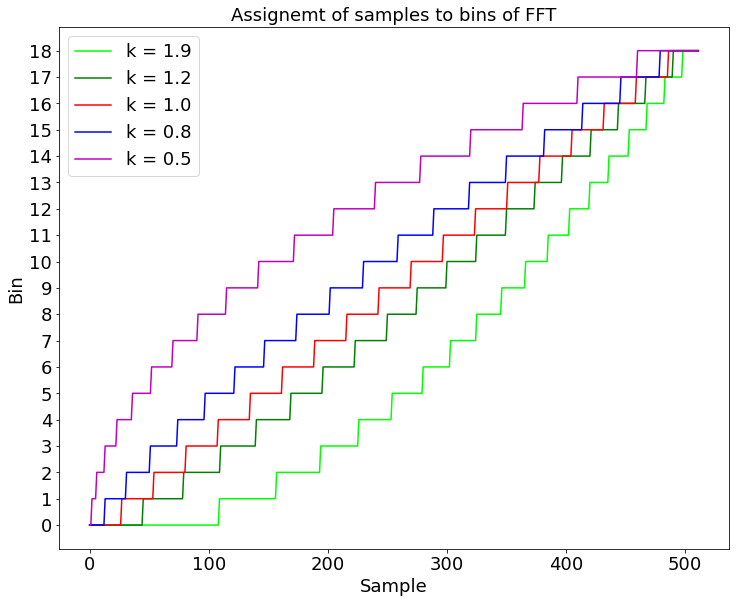 Assignemt of samples to bins of FFT
k = 1.9
k = 1.2
k = 1.0
k = 0.8
k = 0.5
18
17
16
15
14
13
12
11
10
9
8
7
6
5
4
3
2
1
0
Bin
0 100 200 300 400 500
Sample